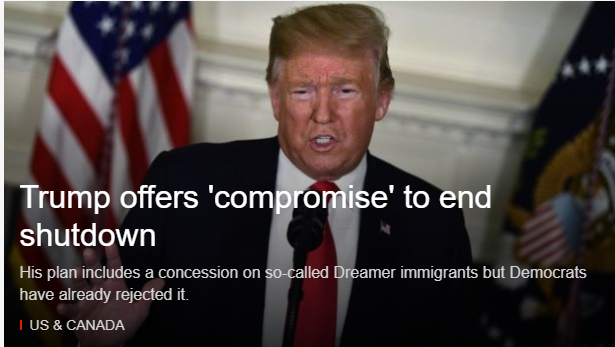 Trump offers 'compromise' to end
shutdown
His plan includes a concession on so-called Dreamer immigrants but Democrats
have already rejected it.
US & CANADA